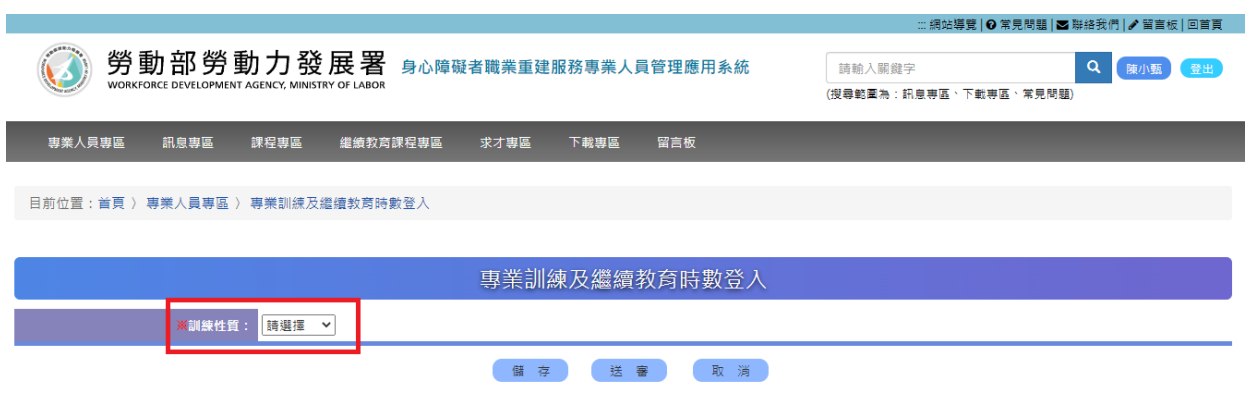 ::: 網站導覽 | 常見問題 | 聯絡我們 | 留言板 | 回首頁
勞動部勞動力發展署 身心障礙者職業重建服務專業人員管理應用系統
WORKFORCE DEVELOPMENT AGENCY, MINISTRY OF LABOR
請輸入關鍵字 陳小甄 登出
(搜尋範圍為：訊息專區、下載專區、常見問題)
專業人員專區 訊息專區 課程專區 繼續教育課程專區 求才專區 下載專區 留言板
目前位置：首頁 〉 專業人員專區 〉 專業訓練及繼續教育時數登入
專業訓練及繼續教育時數登入
※訓練性質： 請選擇
儲 存 送 審 取 消